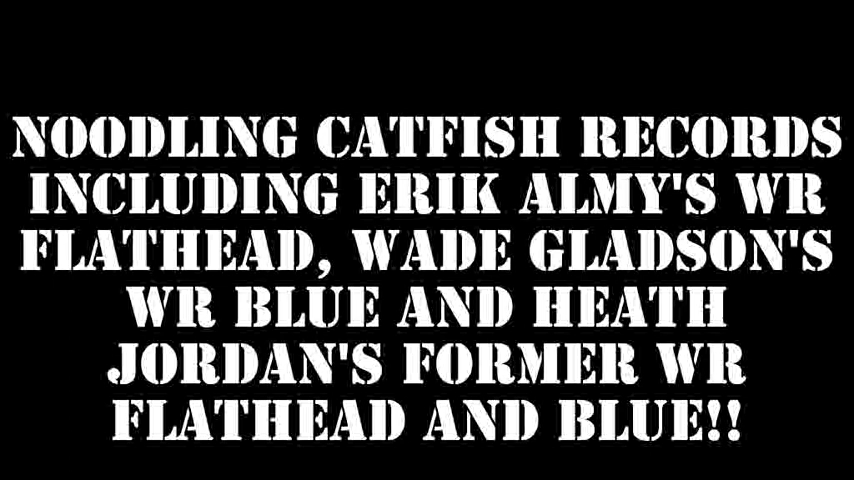 NOODLING CATFISH RECORDS
INCLUDING ERIK ALMY'S WR
FLATHEAD, WADE GLADSON'S
WR BLUE AND HEATH
JORDAN'S FORMER WR
FLATHEAD AND BLUE!!